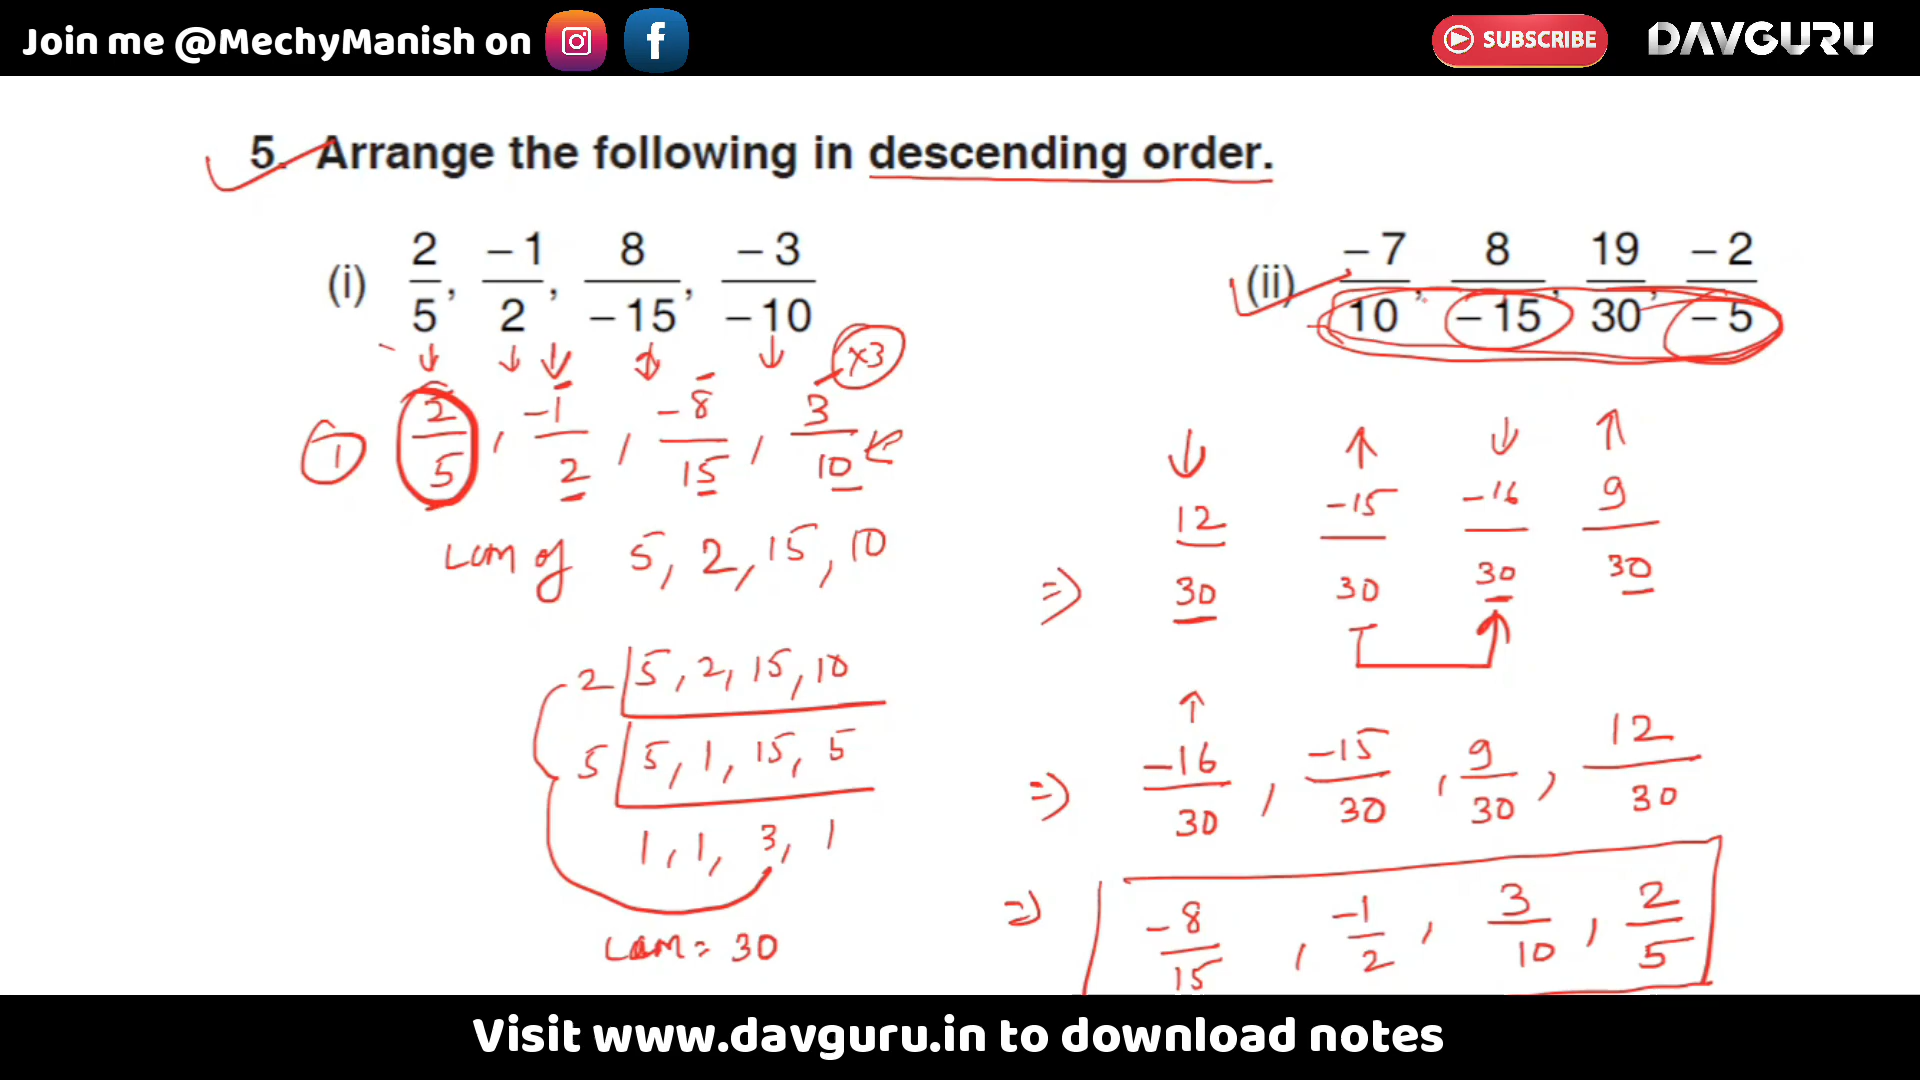 Join me @MechyManish on
SUBSCRIBE DAVGURU
5. Arrange the following in descending order.
(i) 2/5, -1/2, 8/-15, -3/-10
(ii) -7/10, 8/-15, 19/30, -2/-5
×3
① 2/5, -1/2, -8/15, 3/10
LCM of 5, 2, 15, 10
2 | 5, 2, 15, 10
5 | 5, 1, 15, 5
1, 1, 3, 1
LCM = 30
⇒ 12/30 -15/30 -16/30 9/30
⇒ -16/30, -15/30, 9/30, 12/30
⇒ -8/15, -1/2, 3/10, 2/5
Visit www.davguru.in to download notes